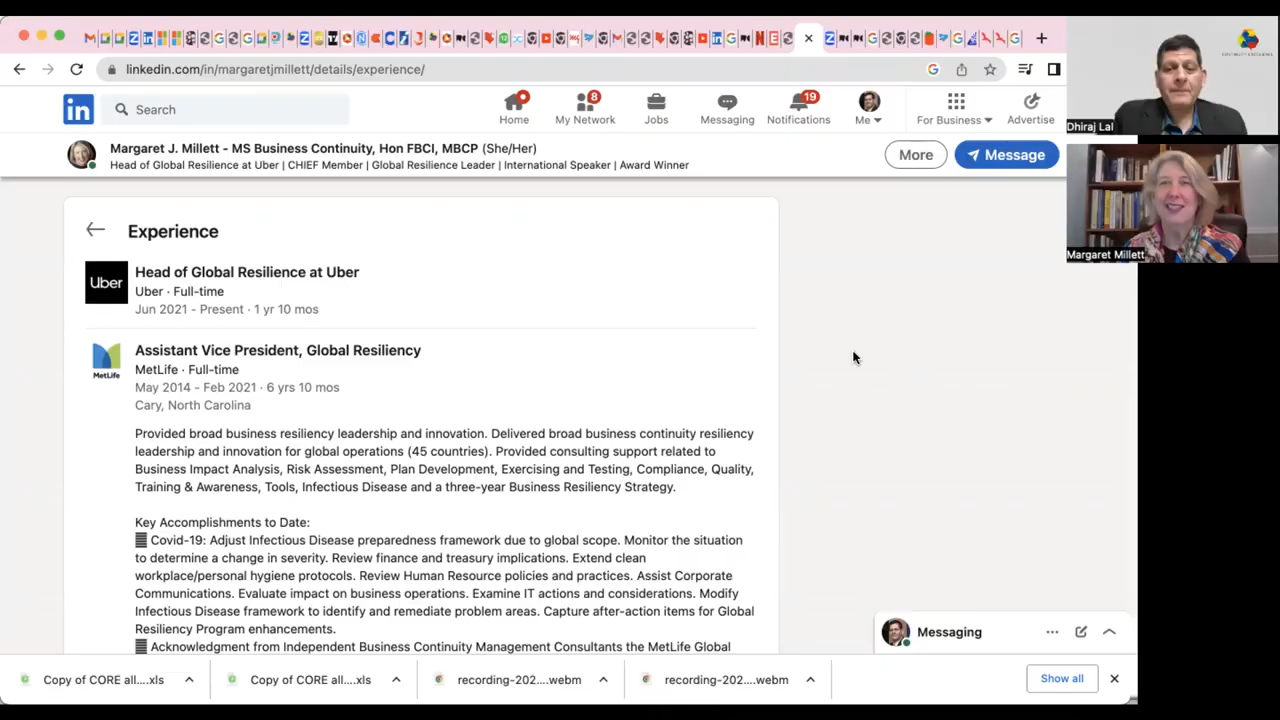 linkedin.com/in/margaretjmillett/details/experience/
in
Search
Home
8
My Network
Jobs
Messaging
19
Notifications
Me
For Business
Advertise
Margaret J. Millett - MS Business Continuity, Hon FBCI, MBCP (She/Her)
Head of Global Resilience at Uber | CHIEF Member | Global Resilience Leader | International Speaker | Award Winner
More
Message
Dhiraj Lal
Margaret Millett
Experience
Uber
Head of Global Resilience at Uber
Uber · Full-time
Jun 2021 - Present · 1 yr 10 mos
MetLife
Assistant Vice President, Global Resiliency
MetLife · Full-time
May 2014 - Feb 2021 · 6 yrs 10 mos
Cary, North Carolina
Provided broad business resiliency leadership and innovation. Delivered broad business continuity resiliency
leadership and innovation for global operations (45 countries). Provided consulting support related to
Business Impact Analysis, Risk Assessment, Plan Development, Exercising and Testing, Compliance, Quality,
Training & Awareness, Tools, Infectious Disease and a three-year Business Resiliency Strategy.
Key Accomplishments to Date:
Covid-19: Adjust Infectious Disease preparedness framework due to global scope. Monitor the situation
to determine a change in severity. Review finance and treasury implications. Extend clean
workplace/personal hygiene protocols. Review Human Resource policies and practices. Assist Corporate
Communications. Evaluate impact on business operations. Examine IT actions and considerations. Modify
Infectious Disease framework to identify and remediate problem areas. Capture after-action items for Global
Resiliency Program enhancements.
Acknowledgment from Independent Business Continuity Management Consultants the MetLife Global
Messaging
Copy of CORE all....xls
Copy of CORE all....xls
recording-202....webm
recording-202....webm
Show all